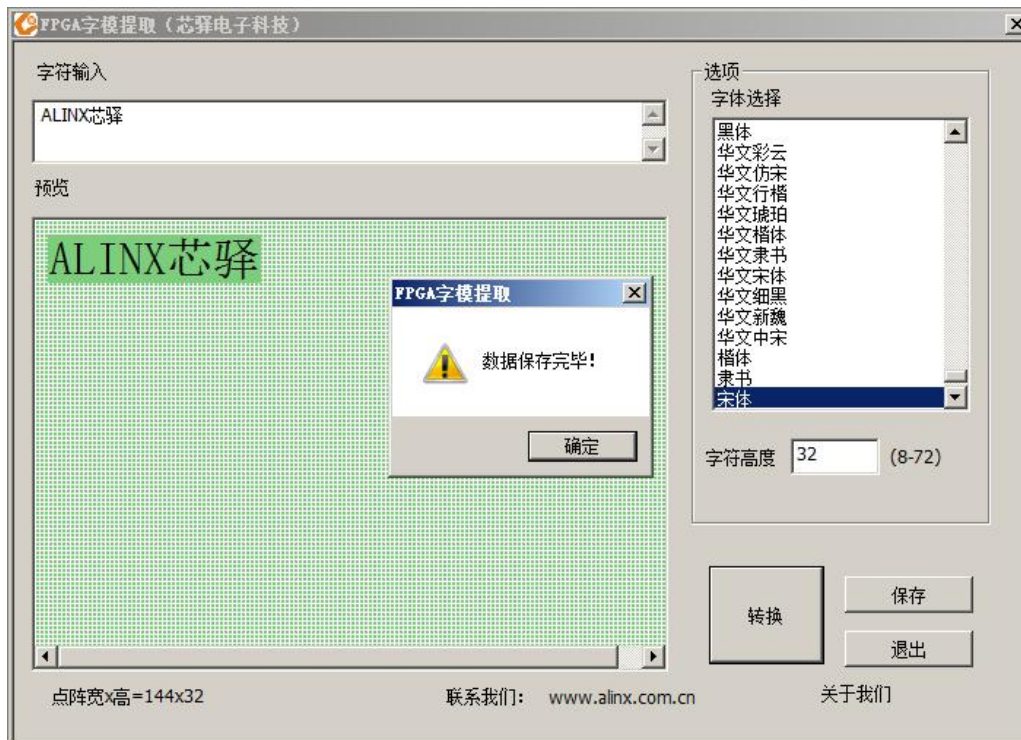 FPGA字模提取（芯驿电子科技）
字符输入
ALINX芯驿
预览
ALINX芯驿
FPGA字模提取
数据保存完毕!
确定
选项
字体选择
黑体
华文彩云
华文仿宋
华文行楷
华文琥珀
华文楷体
华文隶书
华文宋体
华文细黑
华文新魏
华文中宋
楷体
隶书
宋体
字符高度 32 (8-72)
转换
保存
退出
点阵宽x高=144x32
联系我们： www.alinx.com.cn
关于我们